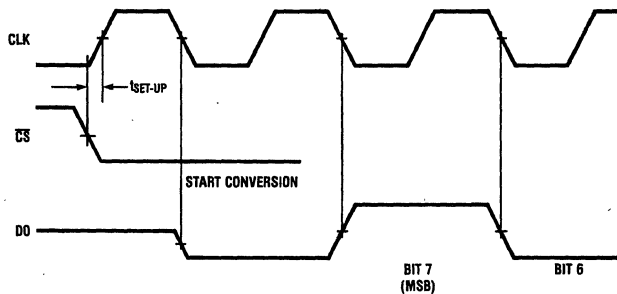 CLK
tSET-UP
CS
START CONVERSION
DO
BIT 7
(MSB)
BIT 6